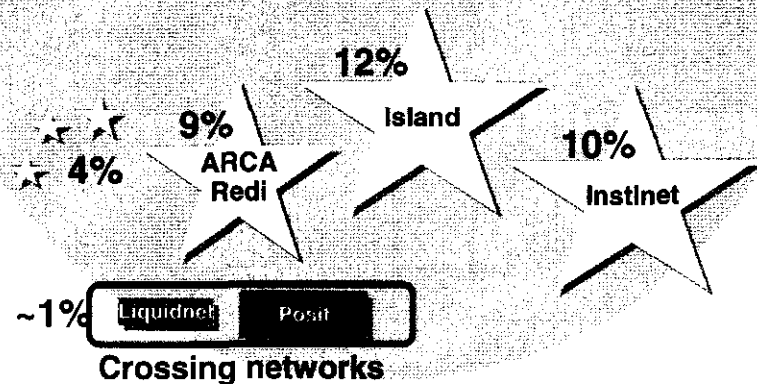 12%
Island
9%
ARCA
Redi
10%
Instinet
4%
~1%
Liquidnet
Posit
Crossing networks